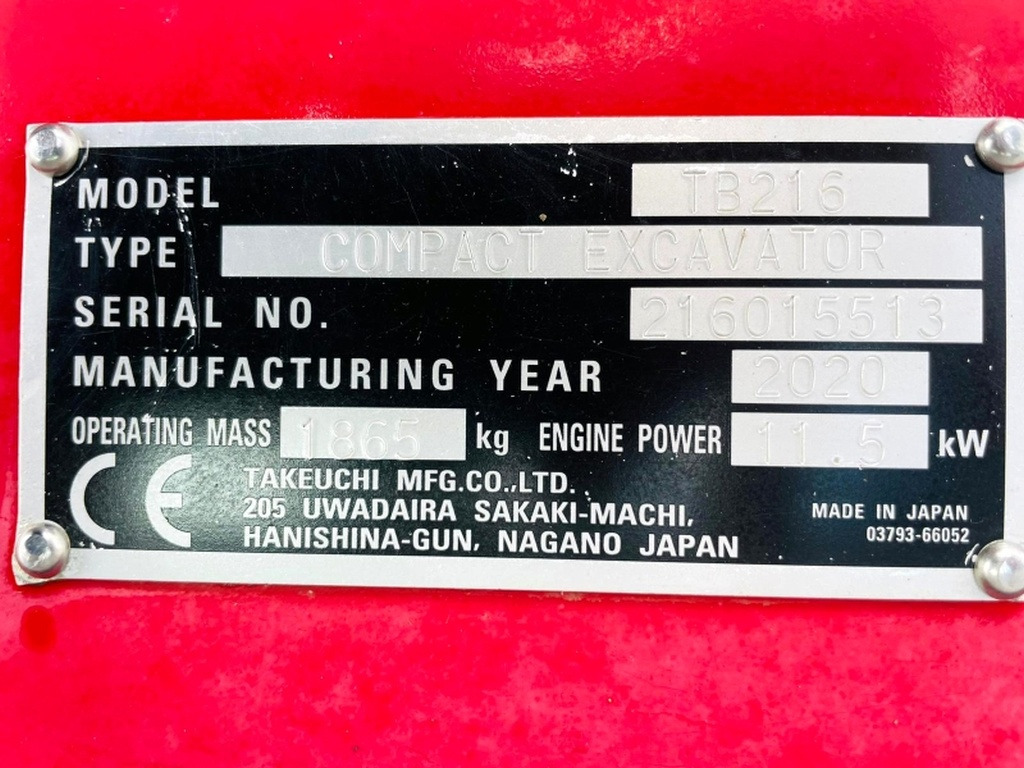 MODEL TB216
TYPE COMPACT EXCAVATOR
SERIAL NO. 216015513
MANUFACTURING YEAR 2020
OPERATING MASS 1865 kg ENGINE POWER 11.5 kW
CE
TAKEUCHI MFG.CO.,LTD.
205 UWADAIRA SAKAKI-MACHI,
HANISHINA-GUN, NAGANO JAPAN
MADE IN JAPAN
03793-66052